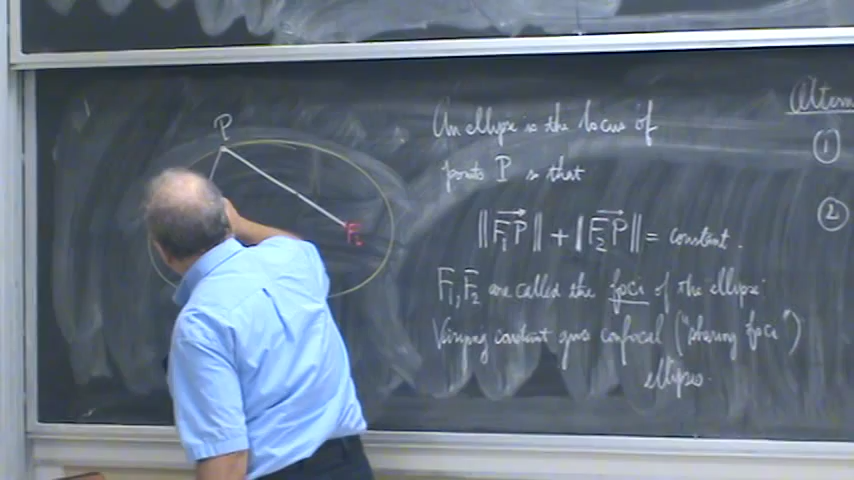 P
F₂
An ellipse is the locus of
points P so that
||F₁P|| + ||F₂P|| = constant.
F₁, F₂ are called the foci of the ellipse.
Varying constant gives confocal ("sharing foci")
ellipses.
①
②